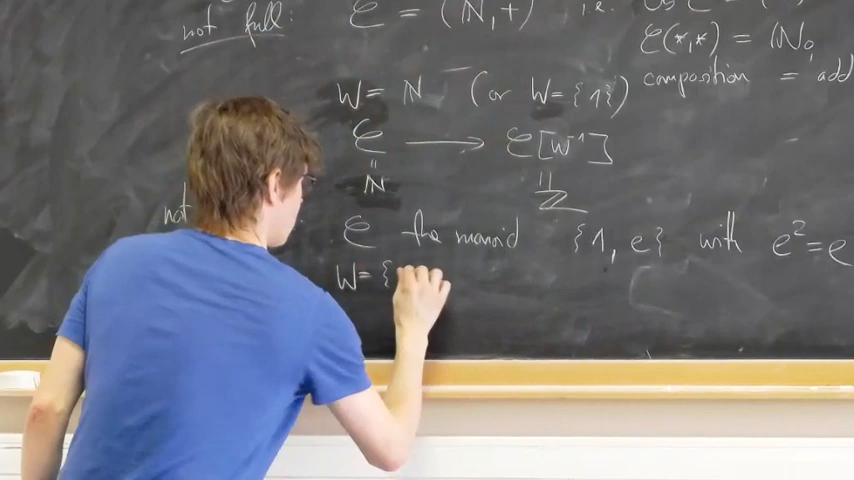 not full: 𝒞 = (ℕ, +) i.e.
𝒞(*,*) = (ℕ₀,
composition = add
W = ℕ (or W = {1})
𝒞 ⟶ 𝒞[W⁻¹]
=
ℕ
=
ℤ
not
𝒞 the monoid {1, e} with e² = e
W = {